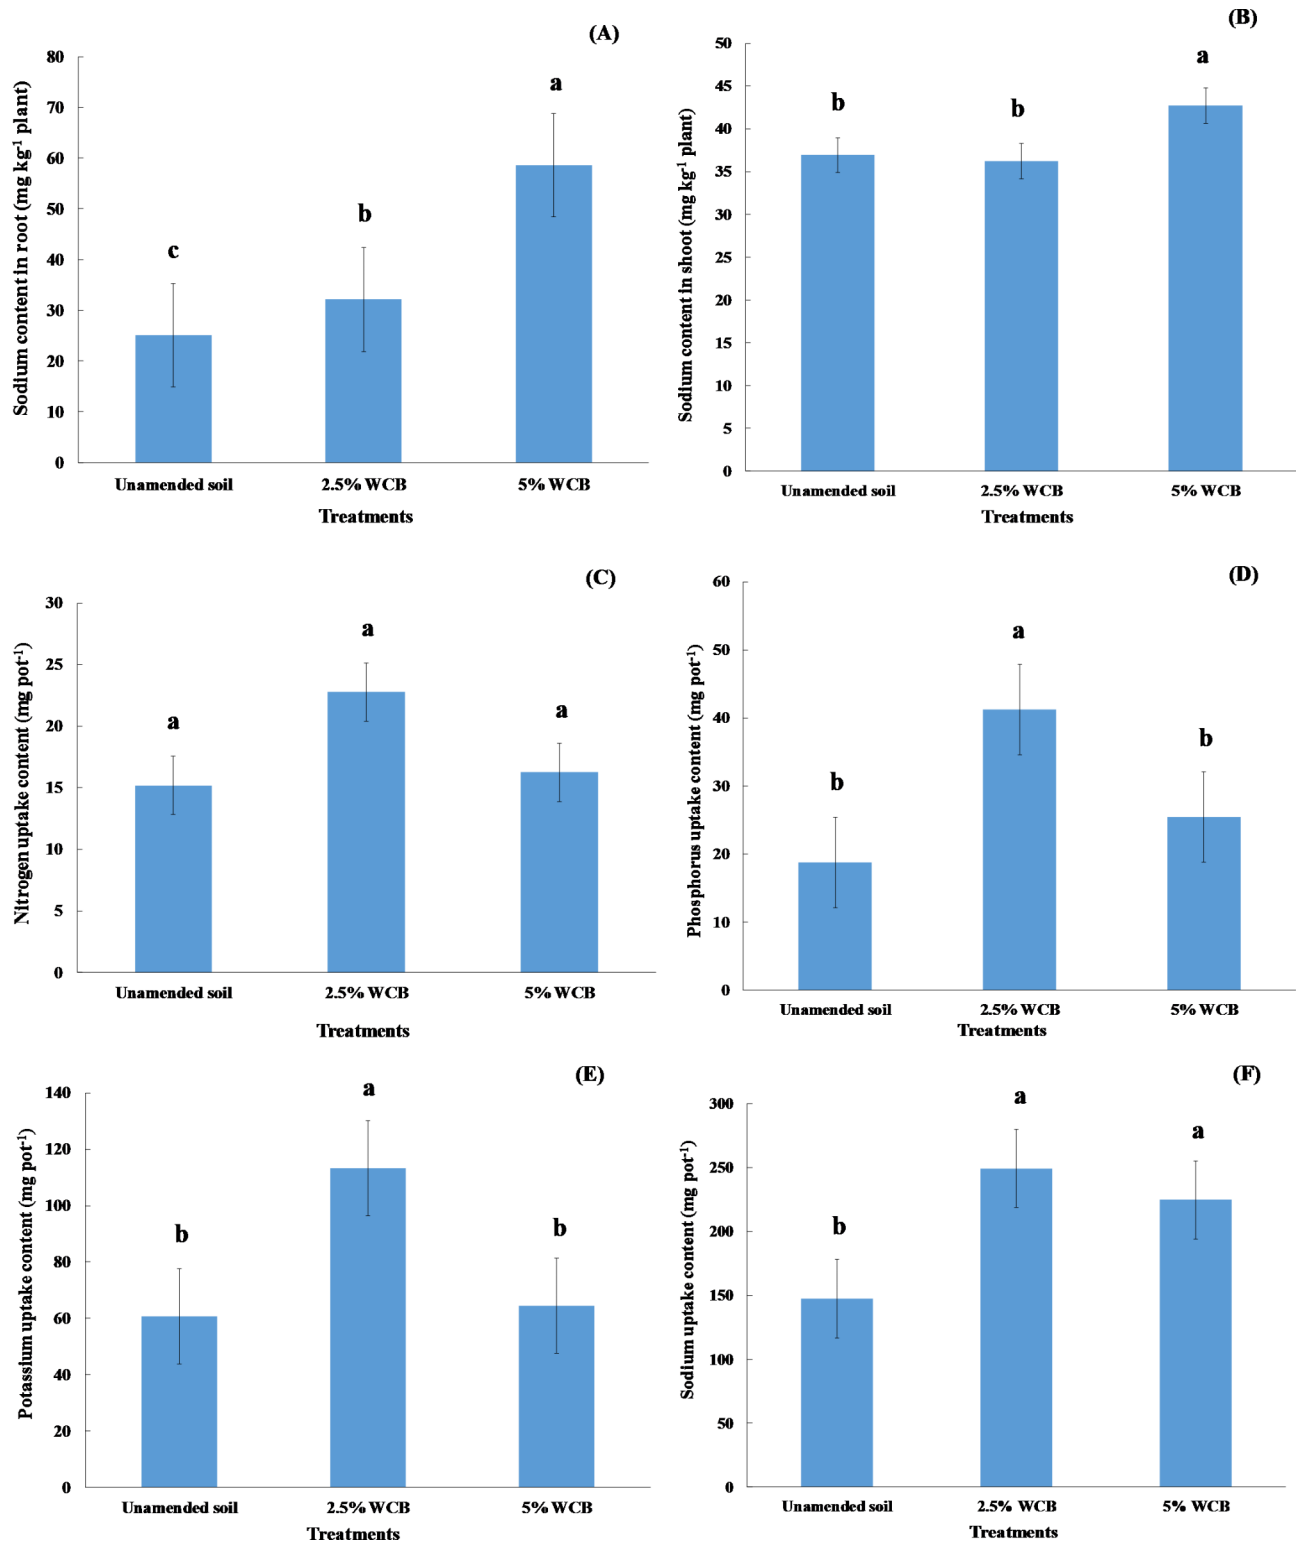 (A)
Sodium content in root (mg kg⁻¹ plant)
80
70
60
50
40
30
20
10
0
c
b
a
Unamended soil 2.5% WCB 5% WCB
Treatments
(B)
Sodium content in shoot (mg kg⁻¹ plant)
50
45
40
35
30
25
20
15
10
5
0
b
b
a
Unamended soil 2.5% WCB 5% WCB
Treatments
(C)
Nitrogen uptake content (mg pot⁻¹)
30
25
20
15
10
5
0
a
a
a
Unamended soil 2.5% WCB 5% WCB
Treatments
(D)
Phosphorus uptake content (mg pot⁻¹)
60
50
40
30
20
10
0
b
a
b
Unamended soil 2.5% WCB 5% WCB
Treatments
(E)
Potassium uptake content (mg pot⁻¹)
140
120
100
80
60
40
20
0
b
a
b
Unamended soil 2.5% WCB 5% WCB
Treatments
(F)
Sodium uptake content (mg pot⁻¹)
300
250
200
150
100
50
0
b
a
a
Unamended soil 2.5% WCB 5% WCB
Treatments